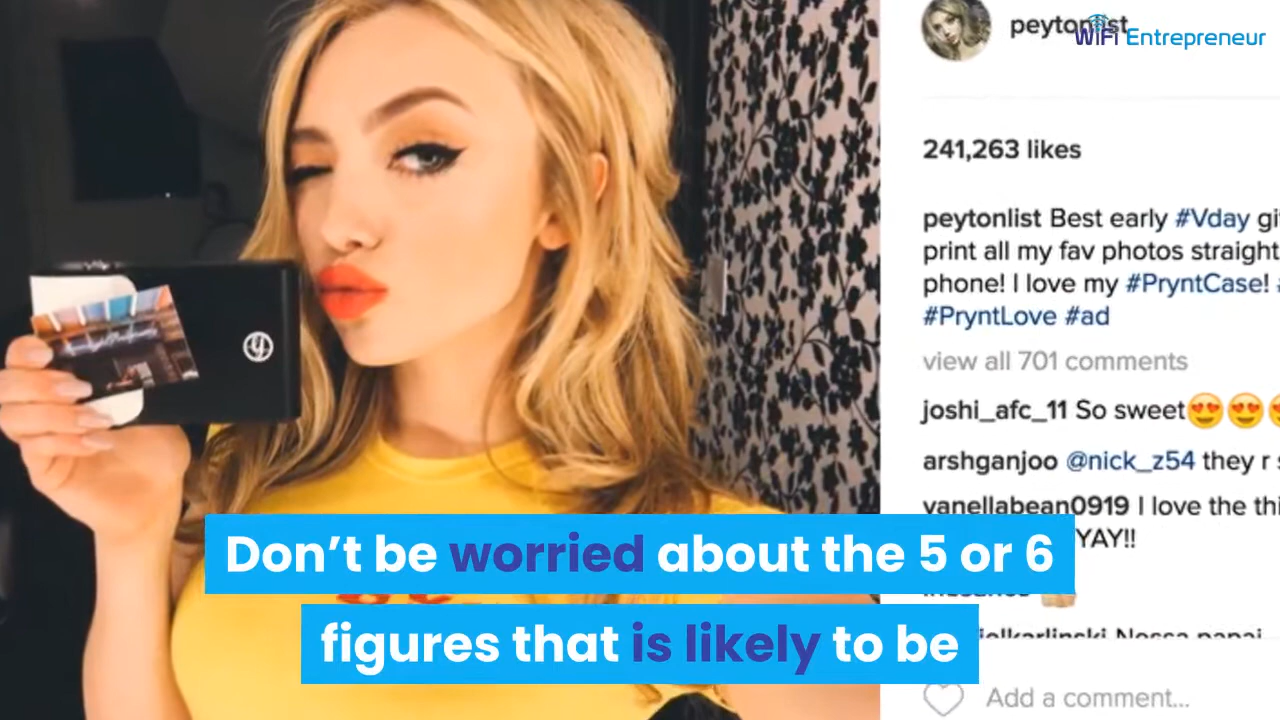 peytonlist
WiFi Entrepreneur
241,263 likes
peytonlist Best early #Vday
print all my fav photos straight
phone! I love my #PryntCase!
#PryntLove #ad
view all 701 comments
joshi_afc_11 So sweet😍😍
arshganjoo @nick_z54 they r
vanellabean0919 I love the
YAY!!
Nossa papai
Add a comment...
Don't be worried about the 5 or 6
figures that is likely to be